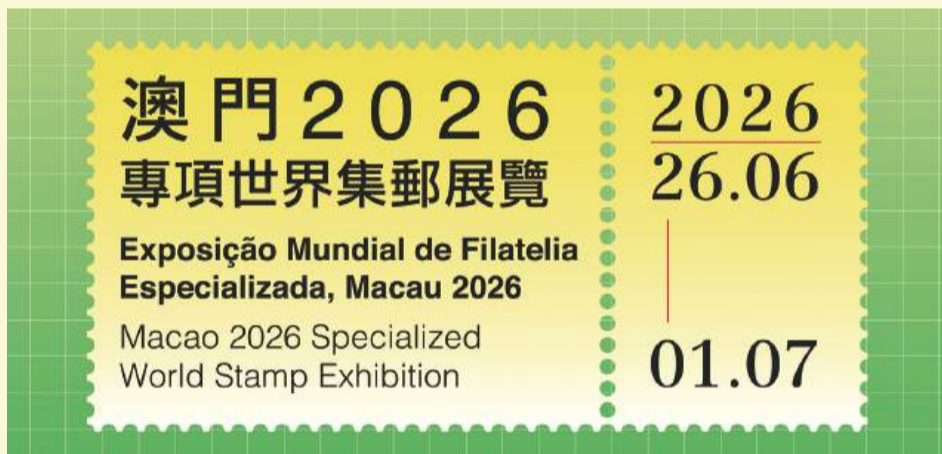 澳門2026
專項世界集郵展覽
Exposição Mundial de Filatelia
Especializada, Macau 2026
Macao 2026 Specialized
World Stamp Exhibition
2026
26.06
01.07